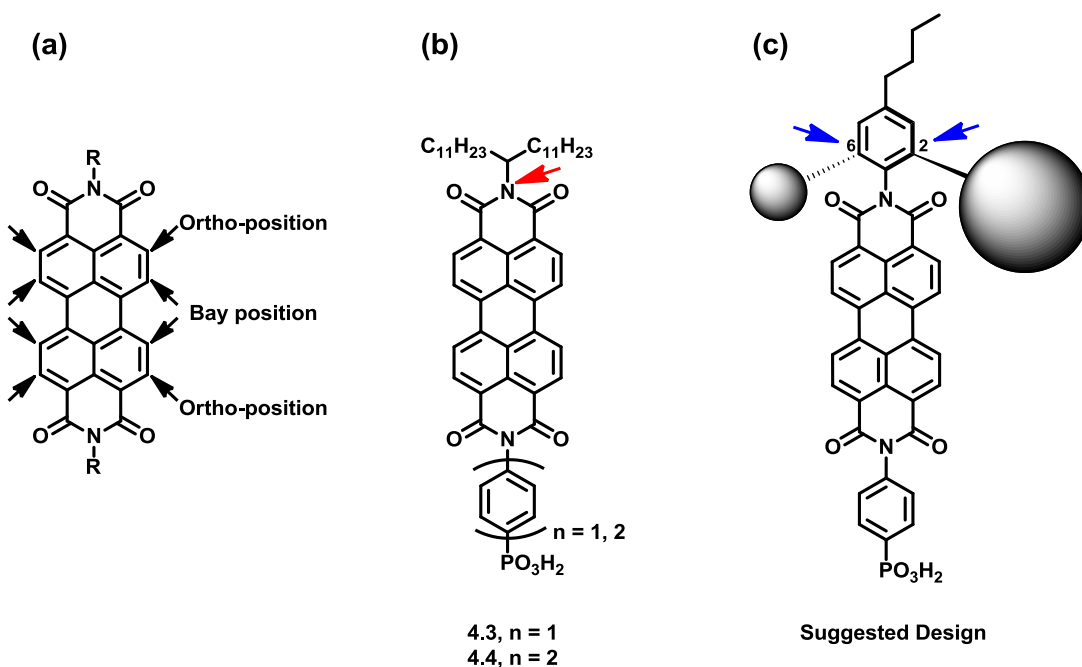 (a)
R
N
O
O
Ortho-position
Bay position
Ortho-position
O
O
N
R
(b)
C₁₁H₂₃
C₁₁H₂₃
O
N
O
O
N
O
n = 1, 2
PO₃H₂
4.3, n = 1
4.4, n = 2
(c)
6
2
O
N
O
O
N
O
PO₃H₂
Suggested Design